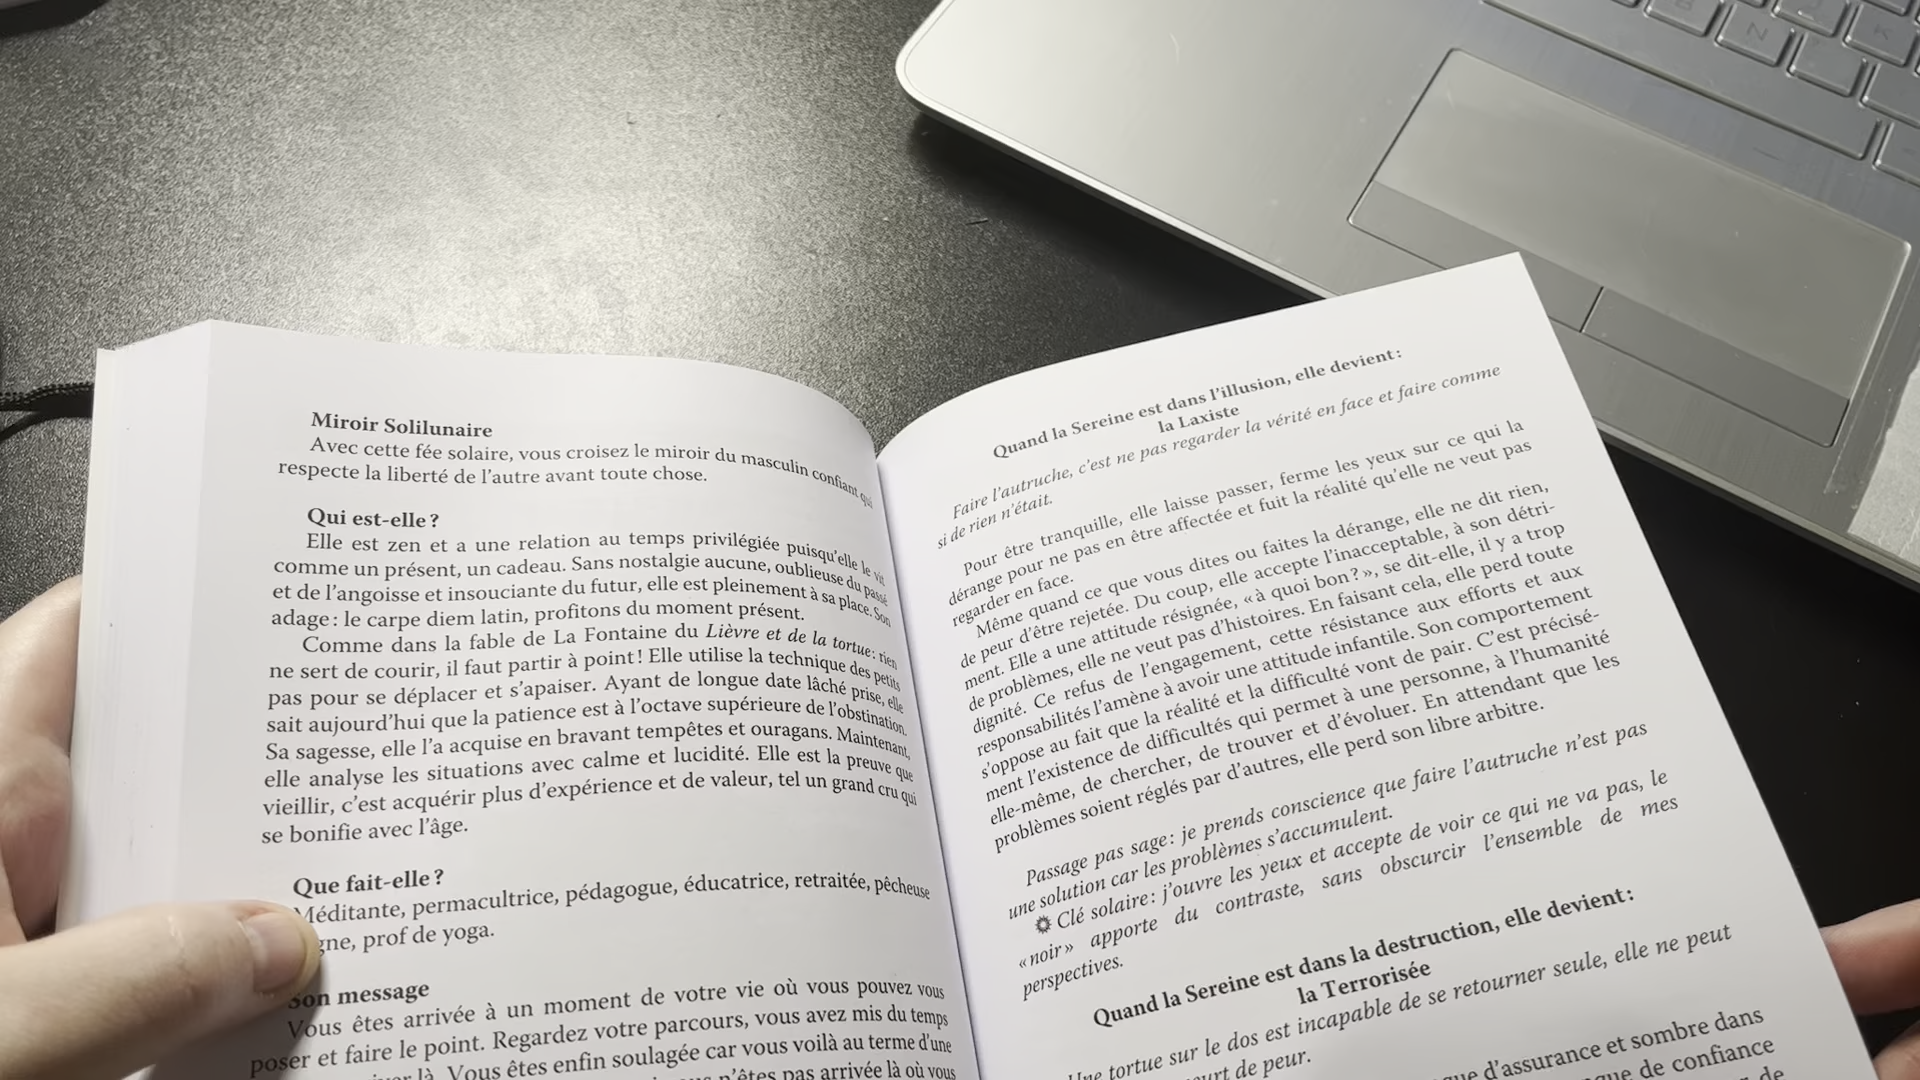 Miroir Solilunaire
Avec cette fée solaire, vous croisez le miroir du masculin confiant qui
respecte la liberté de l'autre avant toute chose.
Qui est-elle ?
Elle est zen et a une relation au temps privilégiée puisqu'elle le vit
comme un présent, un cadeau. Sans nostalgie aucune, oublieuse du passé
et de l'angoisse et insouciante du futur, elle est pleinement à sa place. Son
adage : le carpe diem latin, profitons du moment présent.
Comme dans la fable de La Fontaine du Lièvre et de la tortue : rien
ne sert de courir, il faut partir à point ! Elle utilise la technique des petits
pas pour se déplacer et s'apaiser. Ayant de longue date lâché prise, elle
sait aujourd'hui que la patience est à l'octave supérieure de l'obstination.
Sa sagesse, elle l'a acquise en bravant tempêtes et ouragans. Maintenant,
elle analyse les situations avec calme et lucidité. Elle est la preuve que
vieillir, c'est acquérir plus d'expérience et de valeur, tel un grand cru qui
se bonifie avec l'âge.
Que fait-elle ?
Méditante, permacultrice, pédagogue, éducatrice, retraitée, pêcheuse
prof de yoga.
Son message
Vous êtes arrivée à un moment de votre vie où vous pouvez vous
poser et faire le point. Regardez votre parcours, vous avez mis du temps
là. Vous êtes enfin soulagée car vous voilà au terme d'une
n'êtes pas arrivée là où vous
Quand la Sereine est dans l'illusion, elle devient :
la Laxiste
Faire l'autruche, c'est ne pas regarder la vérité en face et faire comme
si de rien n'était.
Pour être tranquille, elle laisse passer, ferme les yeux sur ce qui la
dérange pour ne pas en être affectée et fuit la réalité qu'elle ne veut pas
regarder en face.
Même quand ce que vous dites ou faites la dérange, elle ne dit rien,
de peur d'être rejetée. Du coup, elle accepte l'inacceptable, à son détri-
ment. Elle a une attitude résignée, « à quoi bon ? », se dit-elle, il y a trop
de problèmes, elle ne veut pas d'histoires. En faisant cela, elle perd toute
dignité. Ce refus de l'engagement, cette résistance aux efforts et aux
responsabilités l'amène à avoir une attitude infantile. Son comportement
s'oppose au fait que la réalité et la difficulté vont de pair. C'est précisé-
ment l'existence de difficultés qui permet à une personne, à l'humanité
elle-même, de chercher, de trouver et d'évoluer. En attendant que les
problèmes soient réglés par d'autres, elle perd son libre arbitre.
Passage pas sage : je prends conscience que faire l'autruche n'est pas
une solution car les problèmes s'accumulent.
Clé solaire : j'ouvre les yeux et accepte de voir ce qui ne va pas, le
« noir » apporte du contraste, sans obscurcir l'ensemble de mes
perspectives.
Quand la Sereine est dans la destruction, elle devient :
la Terrorisée
Une tortue sur le dos est incapable de se retourner seule, elle ne peut
de peur.
d'assurance et sombre dans
de confiance
de